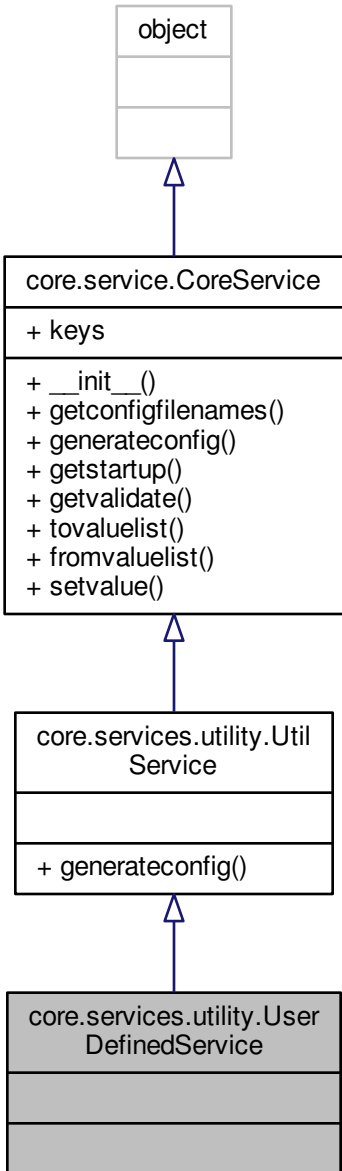 object
core.service.CoreService
+ keys
+ __init__()
+ getconfigfilenames()
+ generateconfig()
+ getstartup()
+ getvalidate()
+ tovaluelist()
+ fromvaluelist()
+ setvalue()
core.services.utility.Util
Service
+ generateconfig()
core.services.utility.User
DefinedService